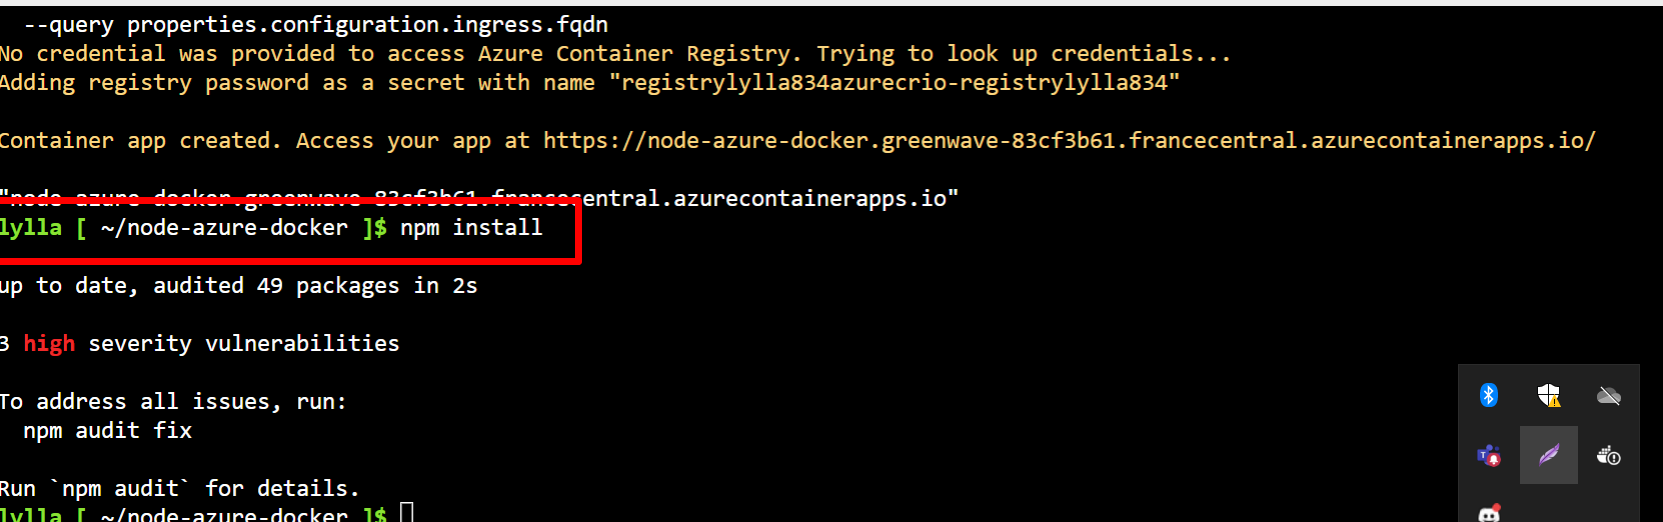 --query properties.configuration.ingress.fqdn
No credential was provided to access Azure Container Registry. Trying to look up credentials...
Adding registry password as a secret with name "registrylylla834azurecrio-registrylylla834"
Container app created. Access your app at https://node-azure-docker.greenwave-83cf3b61.francecentral.azurecontainerapps.io/
"node-azure-docker.greenwave-83cf3b61.francecentral.azurecontainerapps.io"
lylla [ ~/node-azure-docker ]$ npm install
up to date, audited 49 packages in 2s
3 high severity vulnerabilities
To address all issues, run:
npm audit fix
Run `npm audit` for details.
lylla [ ~/node-azure-docker ]$